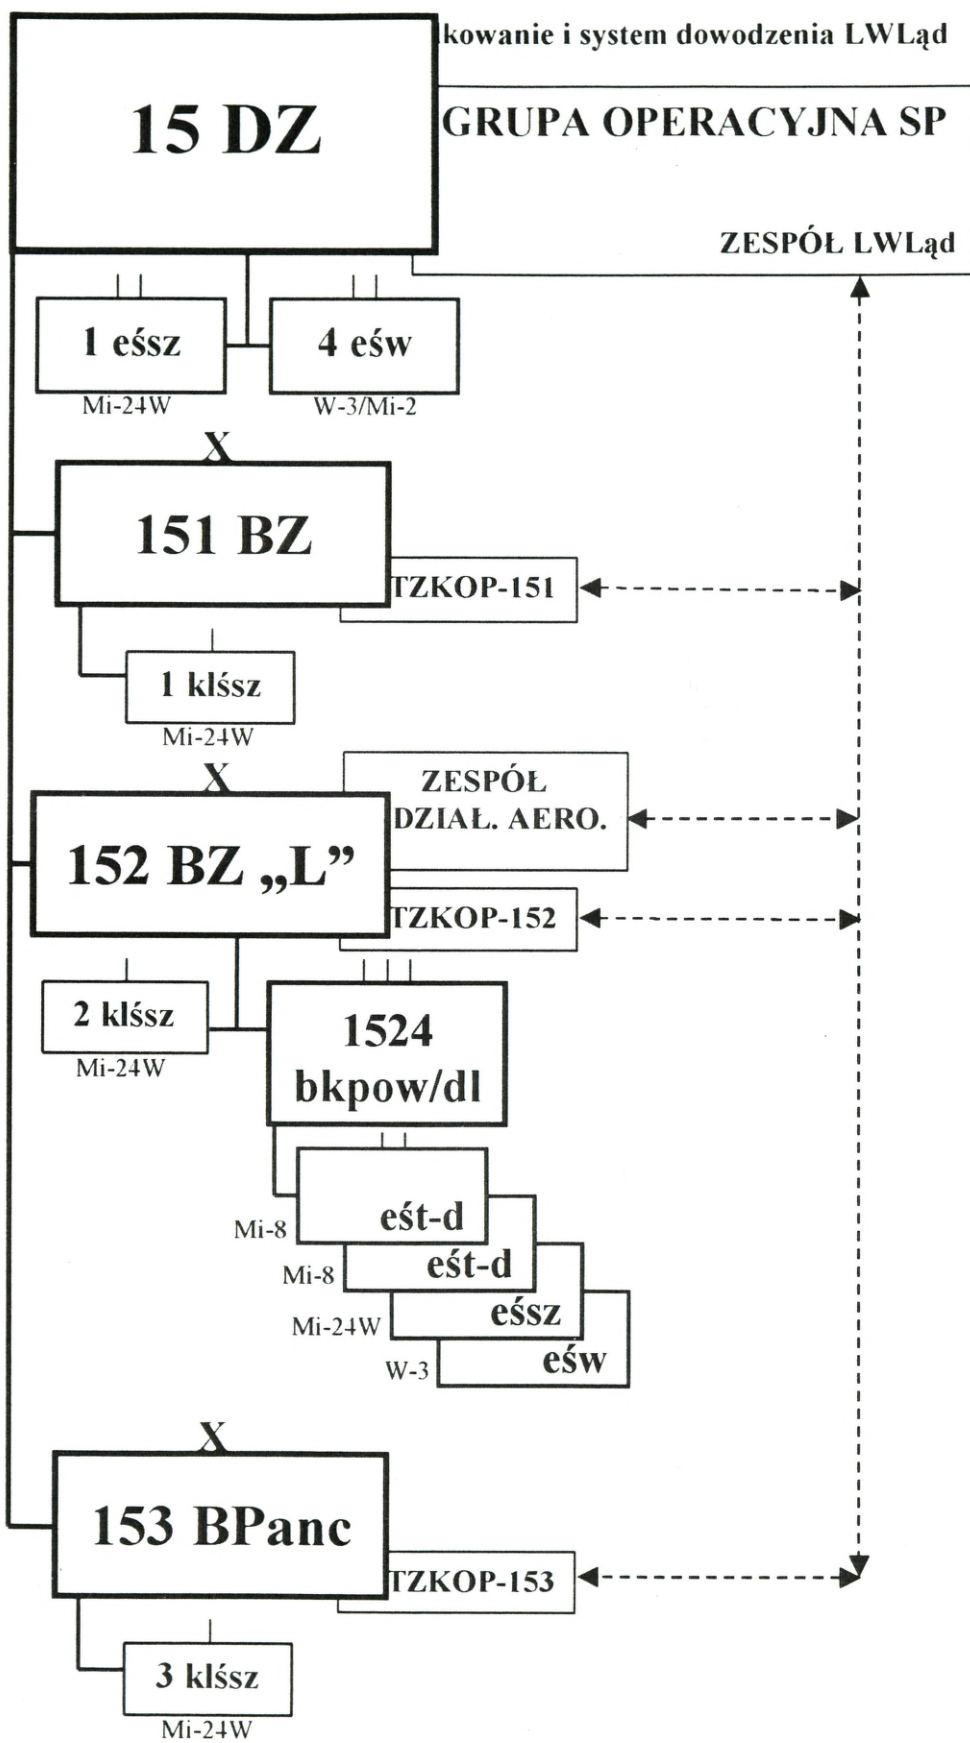 kowanie i system dowodzenia LWLąd
15 DZ
GRUPA OPERACYJNA SP
ZESPÓŁ LWLąd
1 eśsz
4 eśw
Mi-24W
W-3/Mi-2
X
151 BZ
TZKOP-151
1 klśsz
Mi-24W
X
ZESPÓŁ
DZIAŁ. AERO.
152 BZ „L”
TZKOP-152
2 klśsz
Mi-24W
1524
bkpow/dl
eśt-d
Mi-8
eśt-d
Mi-8
eśsz
Mi-24W
eśw
W-3
X
153 BPanc
TZKOP-153
3 klśsz
Mi-24W